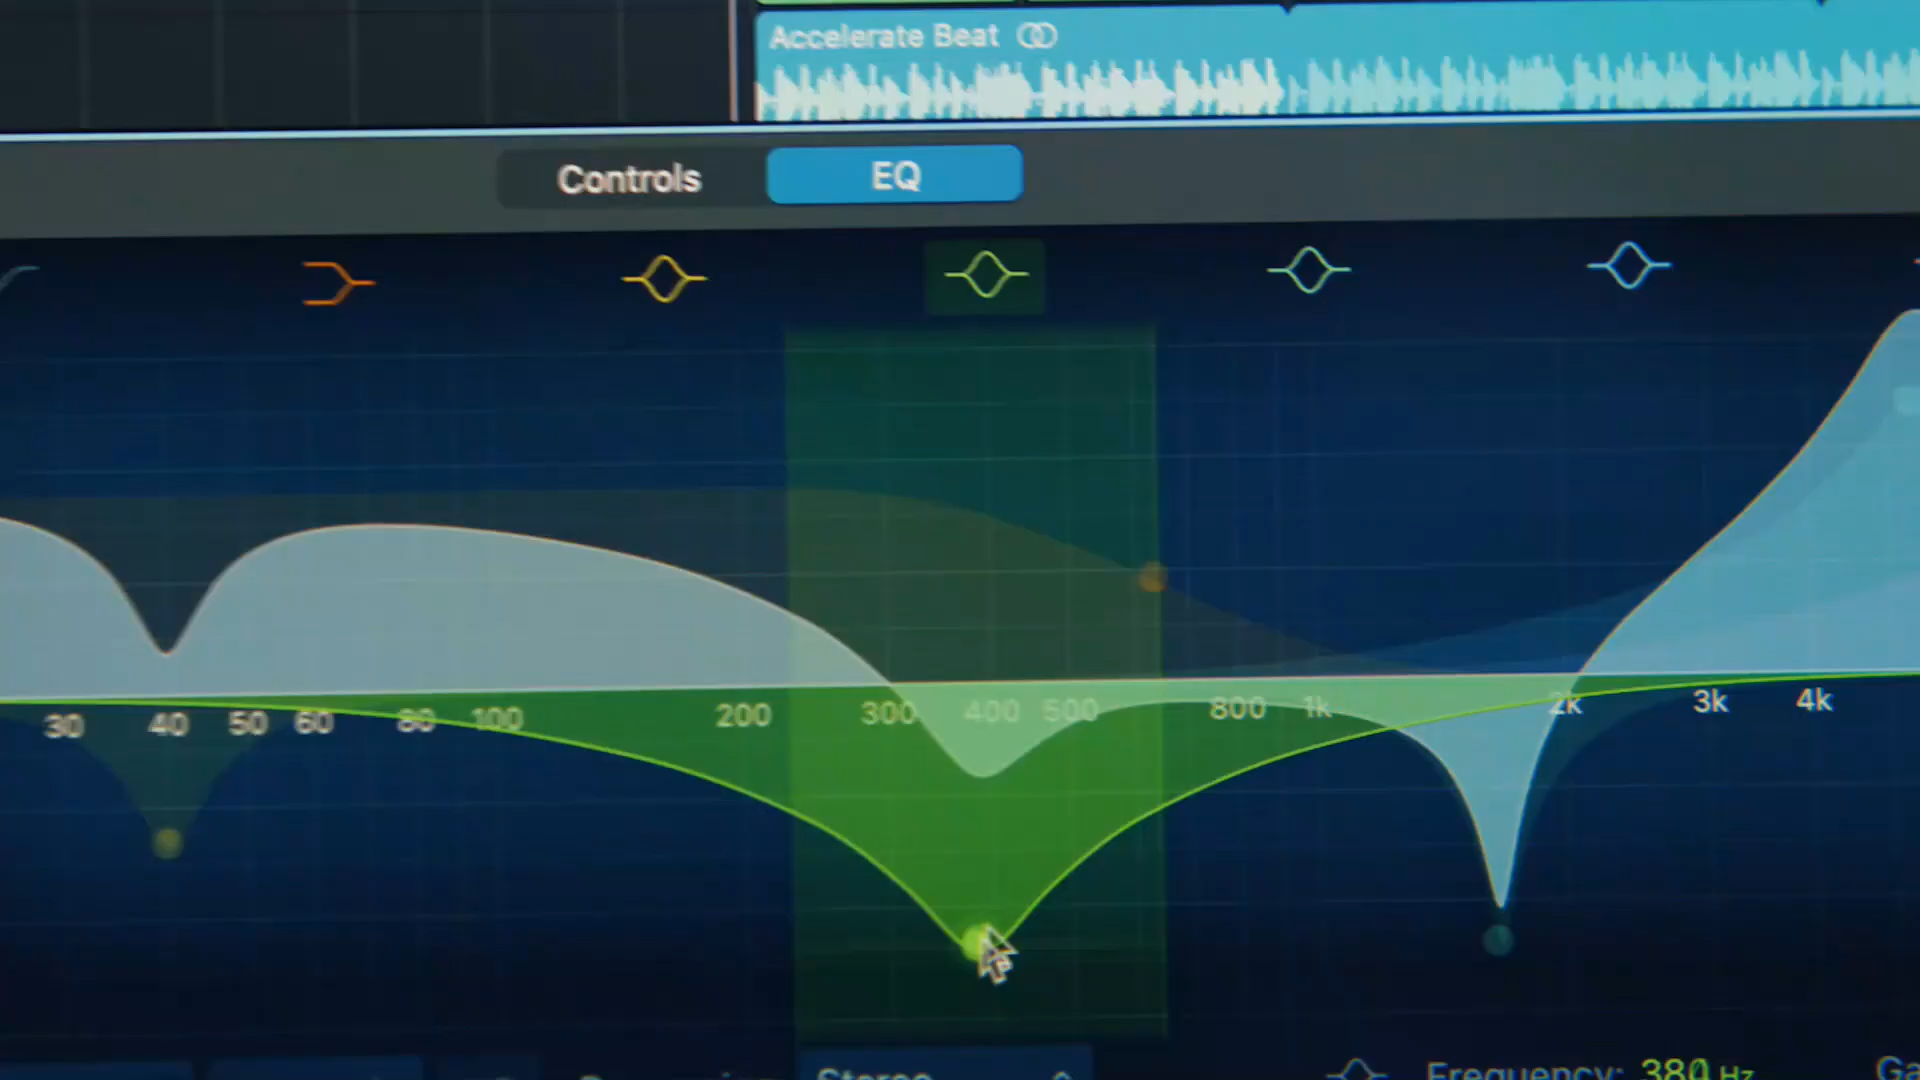 Accelerate Beat
Controls EQ
30 40 50 60 80 100 200 300 400 500 800 1k 2k 3k 4k
Stereo Frequency: 380 Hz